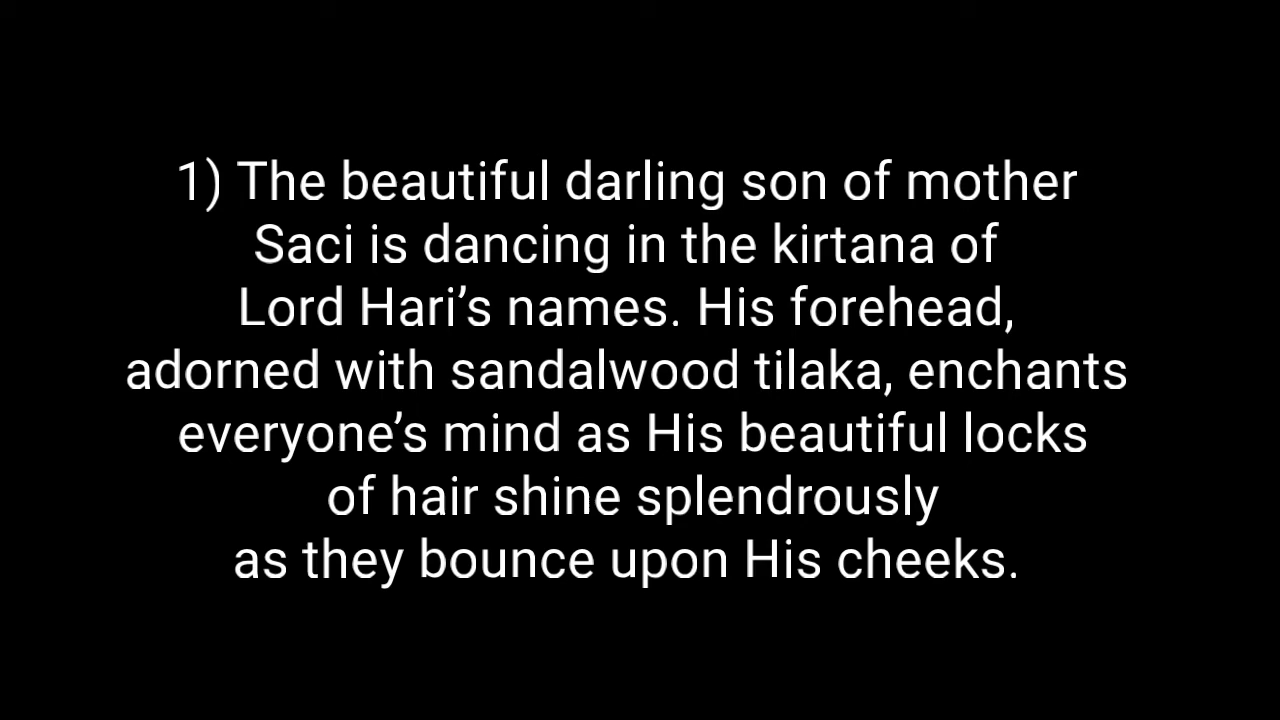 1) The beautiful darling son of mother
Saci is dancing in the kirtana of
Lord Hari’s names. His forehead,
adorned with sandalwood tilaka, enchants
everyone’s mind as His beautiful locks
of hair shine splendrously
as they bounce upon His cheeks.